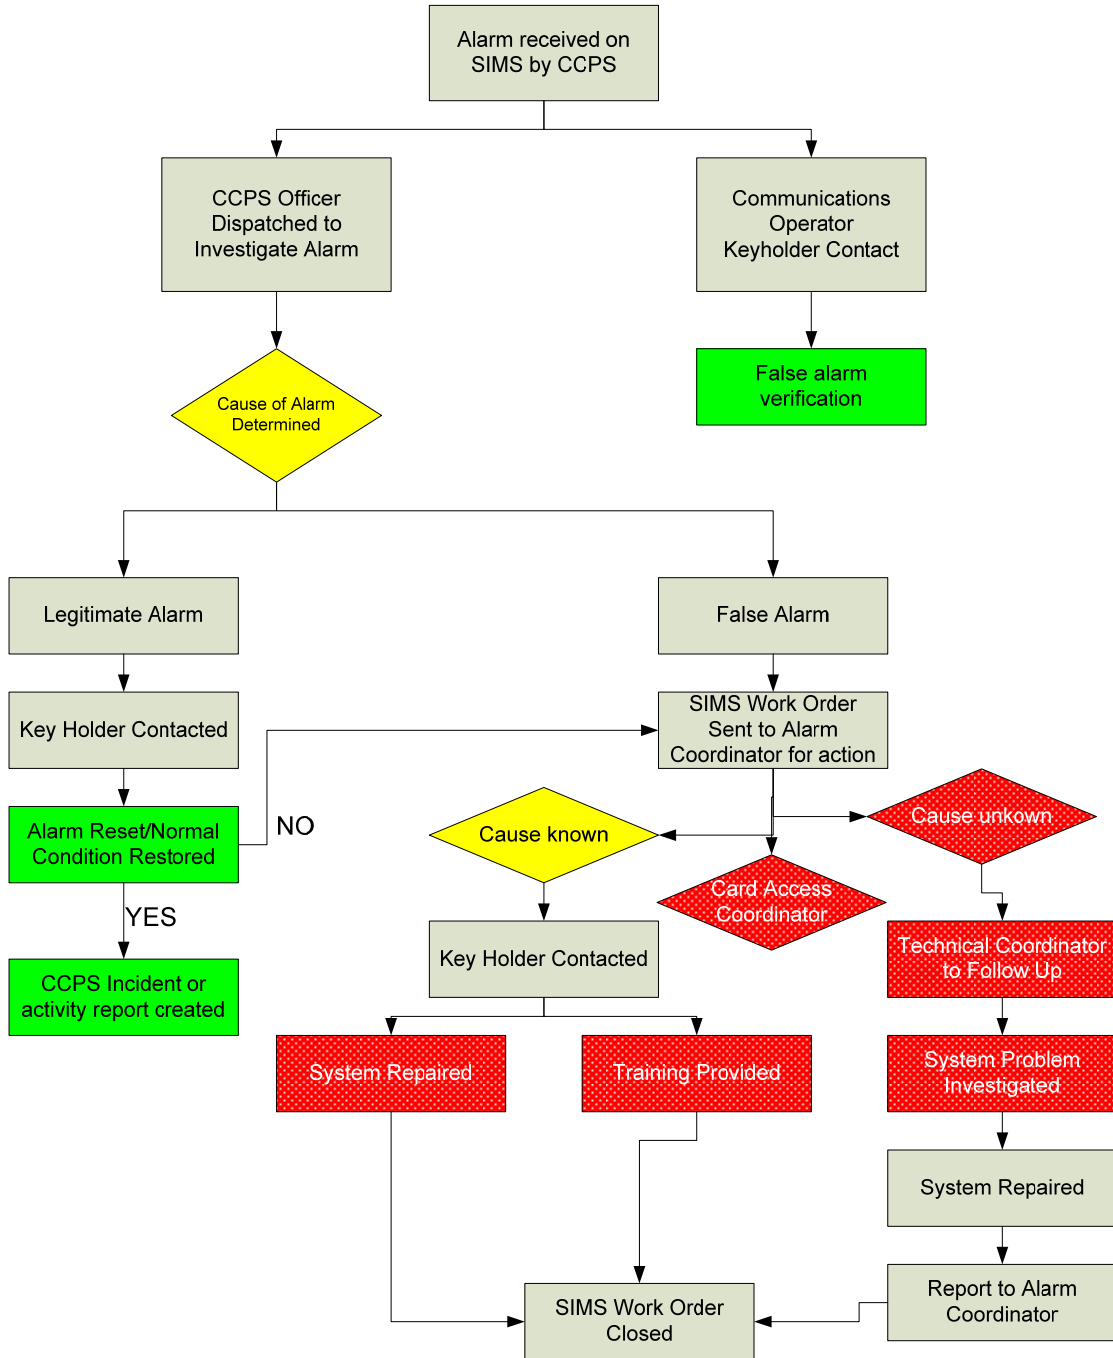 Alarm received on
SIMS by CCPS
CCPS Officer
Dispatched to
Investigate Alarm
Communications
Operator
Keyholder Contact
False alarm
verification
Cause of Alarm
Determined
Legitimate Alarm
False Alarm
Key Holder Contacted
SIMS Work Order
Sent to Alarm
Coordinator for action
Alarm Reset/Normal
Condition Restored
NO
Cause known
Cause unkown
Card Access
Coordinator
YES
Key Holder Contacted
Technical Coordinator
to Follow Up
CCPS Incident or
activity report created
System Repaired
Training Provided
System Problem
Investigated
System Repaired
Report to Alarm
Coordinator
SIMS Work Order
Closed